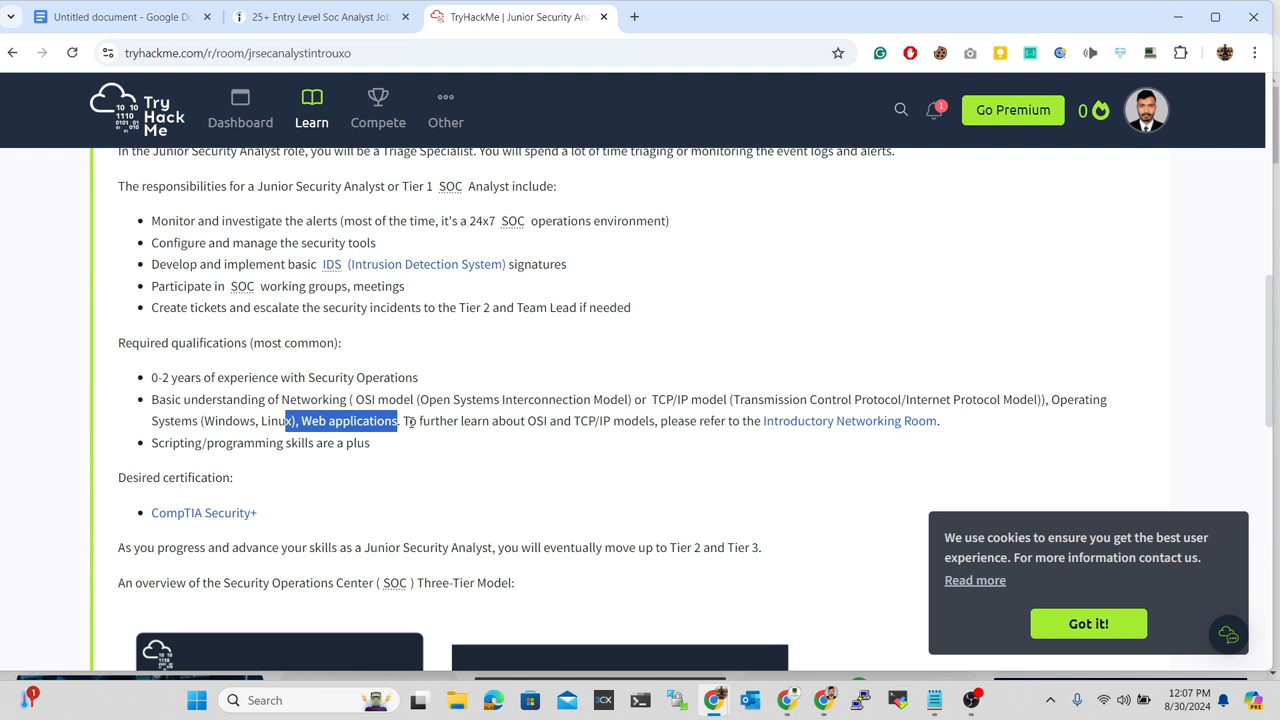 Untitled document - Google D
25+ Entry Level Soc Analyst Job
TryHackMe | Junior Security Ana
tryhackme.com/r/room/jrsecanalystintrouxo
10 10
1110
0101 01
010
Try
Hack
Me
Dashboard
Learn
Compete
Other
1
Go Premium
0
In the Junior Security Analyst role, you will be a Triage Specialist. You will spend a lot of time triaging or monitoring the event logs and alerts.
The responsibilities for a Junior Security Analyst or Tier 1 SOC Analyst include:
Monitor and investigate the alerts (most of the time, it's a 24x7 SOC operations environment)
Configure and manage the security tools
Develop and implement basic IDS (Intrusion Detection System) signatures
Participate in SOC working groups, meetings
Create tickets and escalate the security incidents to the Tier 2 and Team Lead if needed
Required qualifications (most common):
0-2 years of experience with Security Operations
Basic understanding of Networking ( OSI model (Open Systems Interconnection Model) or TCP/IP model (Transmission Control Protocol/Internet Protocol Model)), Operating
Systems (Windows, Linux), Web applications. To further learn about OSI and TCP/IP models, please refer to the Introductory Networking Room.
Scripting/programming skills are a plus
Desired certification:
CompTIA Security+
As you progress and advance your skills as a Junior Security Analyst, you will eventually move up to Tier 2 and Tier 3.
An overview of the Security Operations Center ( SOC ) Three-Tier Model:
We use cookies to ensure you get the best user
experience. For more information contact us.
Read more
Got it!
1
Search
3CX
12:07 PM
8/30/2024
PRE